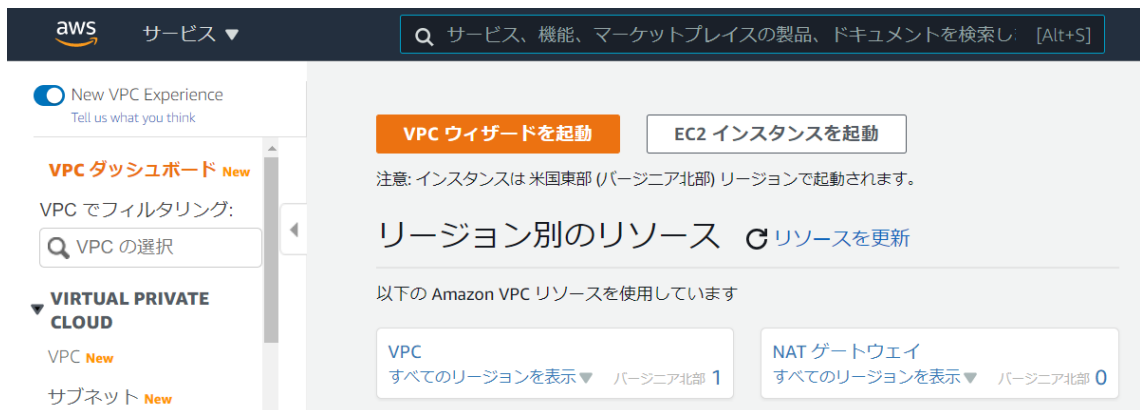 aws
サービス ▼
サービス、機能、マーケットプレイスの製品、ドキュメントを検索し [Alt+S]
New VPC Experience
Tell us what you think
VPC ダッシュボード New
VPC でフィルタリング:
VPC の選択
VIRTUAL PRIVATE
CLOUD
VPC New
サブネット New
VPC ウィザードを起動
EC2 インスタンスを起動
注意: インスタンスは 米国東部 (バージニア北部) リージョンで起動されます。
リージョン別のリソース
リソースを更新
以下の Amazon VPC リソースを使用しています
VPC
すべてのリージョンを表示▼ バージニア北部 1
NAT ゲートウェイ
すべてのリージョンを表示▼ バージニア北部 0